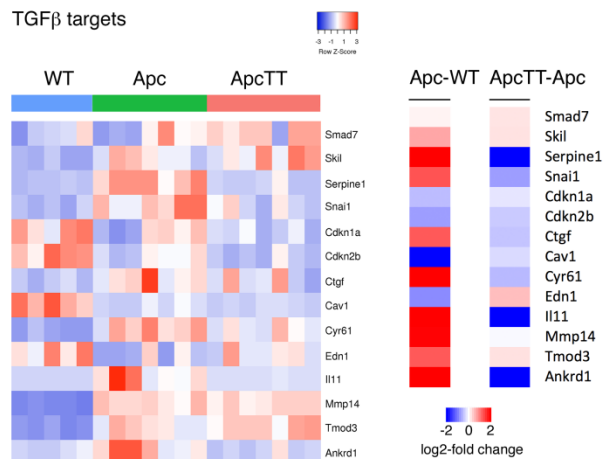 TGFβ targets
-3 -1 1 3
Row Z-Score
WT Apc ApcTT
Smad7
Skil
Serpine1
Snai1
Cdkn1a
Cdkn2b
Ctgf
Cav1
Cyr61
Edn1
Il11
Mmp14
Tmod3
Ankrd1
Apc-WT ApcTT-Apc
Smad7
Skil
Serpine1
Snai1
Cdkn1a
Cdkn2b
Ctgf
Cav1
Cyr61
Edn1
Il11
Mmp14
Tmod3
Ankrd1
-2 0 2
log2-fold change